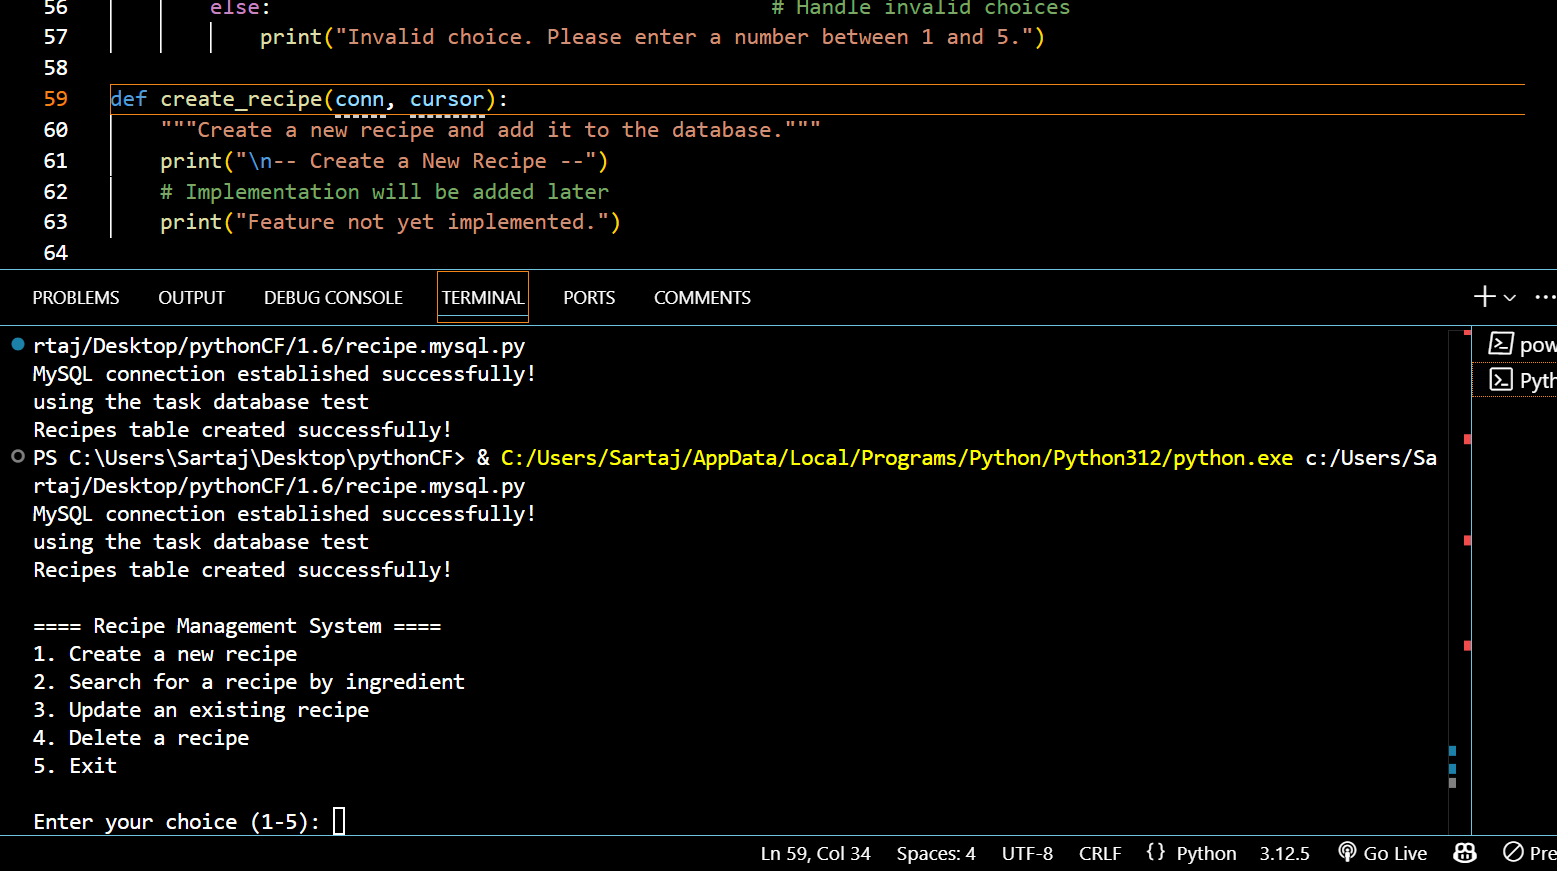 56 else: # Handle invalid choices
57 print("Invalid choice. Please enter a number between 1 and 5.")
58
59 def create_recipe(conn, cursor):
60 """Create a new recipe and add it to the database."""
61 print("\n-- Create a New Recipe --")
62 # Implementation will be added later
63 print("Feature not yet implemented.")
64
PROBLEMS OUTPUT DEBUG CONSOLE TERMINAL PORTS COMMENTS
rtaj/Desktop/pythonCF/1.6/recipe.mysql.py
MySQL connection established successfully!
using the task database test
Recipes table created successfully!
PS C:\Users\Sartaj\Desktop\pythonCF> & C:/Users/Sartaj/AppData/Local/Programs/Python/Python312/python.exe c:/Users/Sa
rtaj/Desktop/pythonCF/1.6/recipe.mysql.py
MySQL connection established successfully!
using the task database test
Recipes table created successfully!
==== Recipe Management System ====
1. Create a new recipe
2. Search for a recipe by ingredient
3. Update an existing recipe
4. Delete a recipe
5. Exit
Enter your choice (1-5):
pow
Pyth
Ln 59, Col 34 Spaces: 4 UTF-8 CRLF {} Python 3.12.5 Go Live Pre